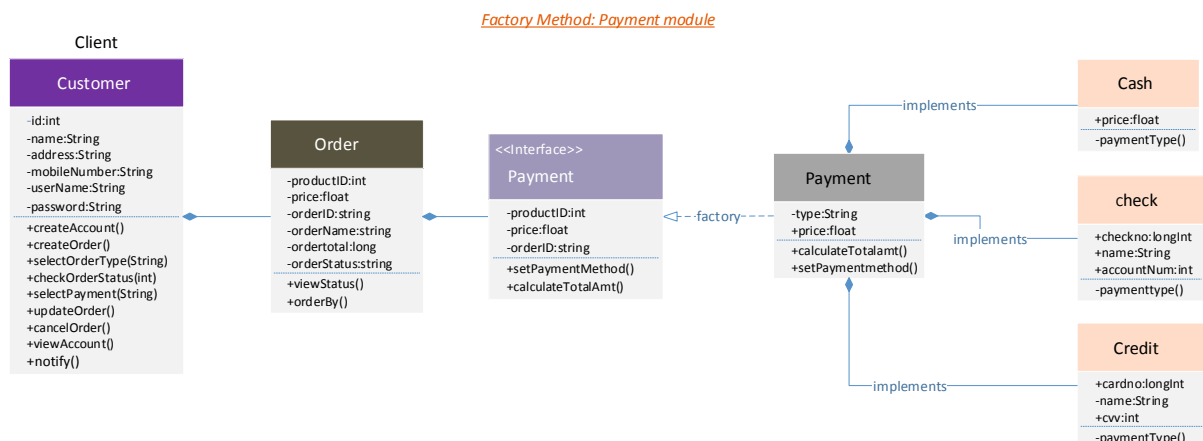 Factory Method: Payment module
Client
Customer
-id:int
-name:String
-address:String
-mobileNumber:String
-userName:String
-password:String
+createAccount()
+createOrder()
+selectOrderType(String)
+checkOrderStatus(int)
+selectPayment(String)
+updateOrder()
+cancelOrder()
+viewAccount()
+notify()
Order
-productID:int
-price:float
-orderID:string
-orderName:string
-ordertotal:long
-orderStatus:string
+viewStatus()
+orderBy()
<<Interface>>
Payment
-productID:int
-price:float
-orderID:string
+setPaymentMethod()
+calculateTotalAmt()
factory
Payment
-type:String
+price:float
+calculateTotalamt()
+setPaymentmethod()
implements
implements
implements
Cash
+price:float
-paymentType()
check
+checkno:longInt
+name:String
+accountNum:int
-paymenttype()
Credit
+cardno:longInt
-name:String
+cvv:int
-paymentType()